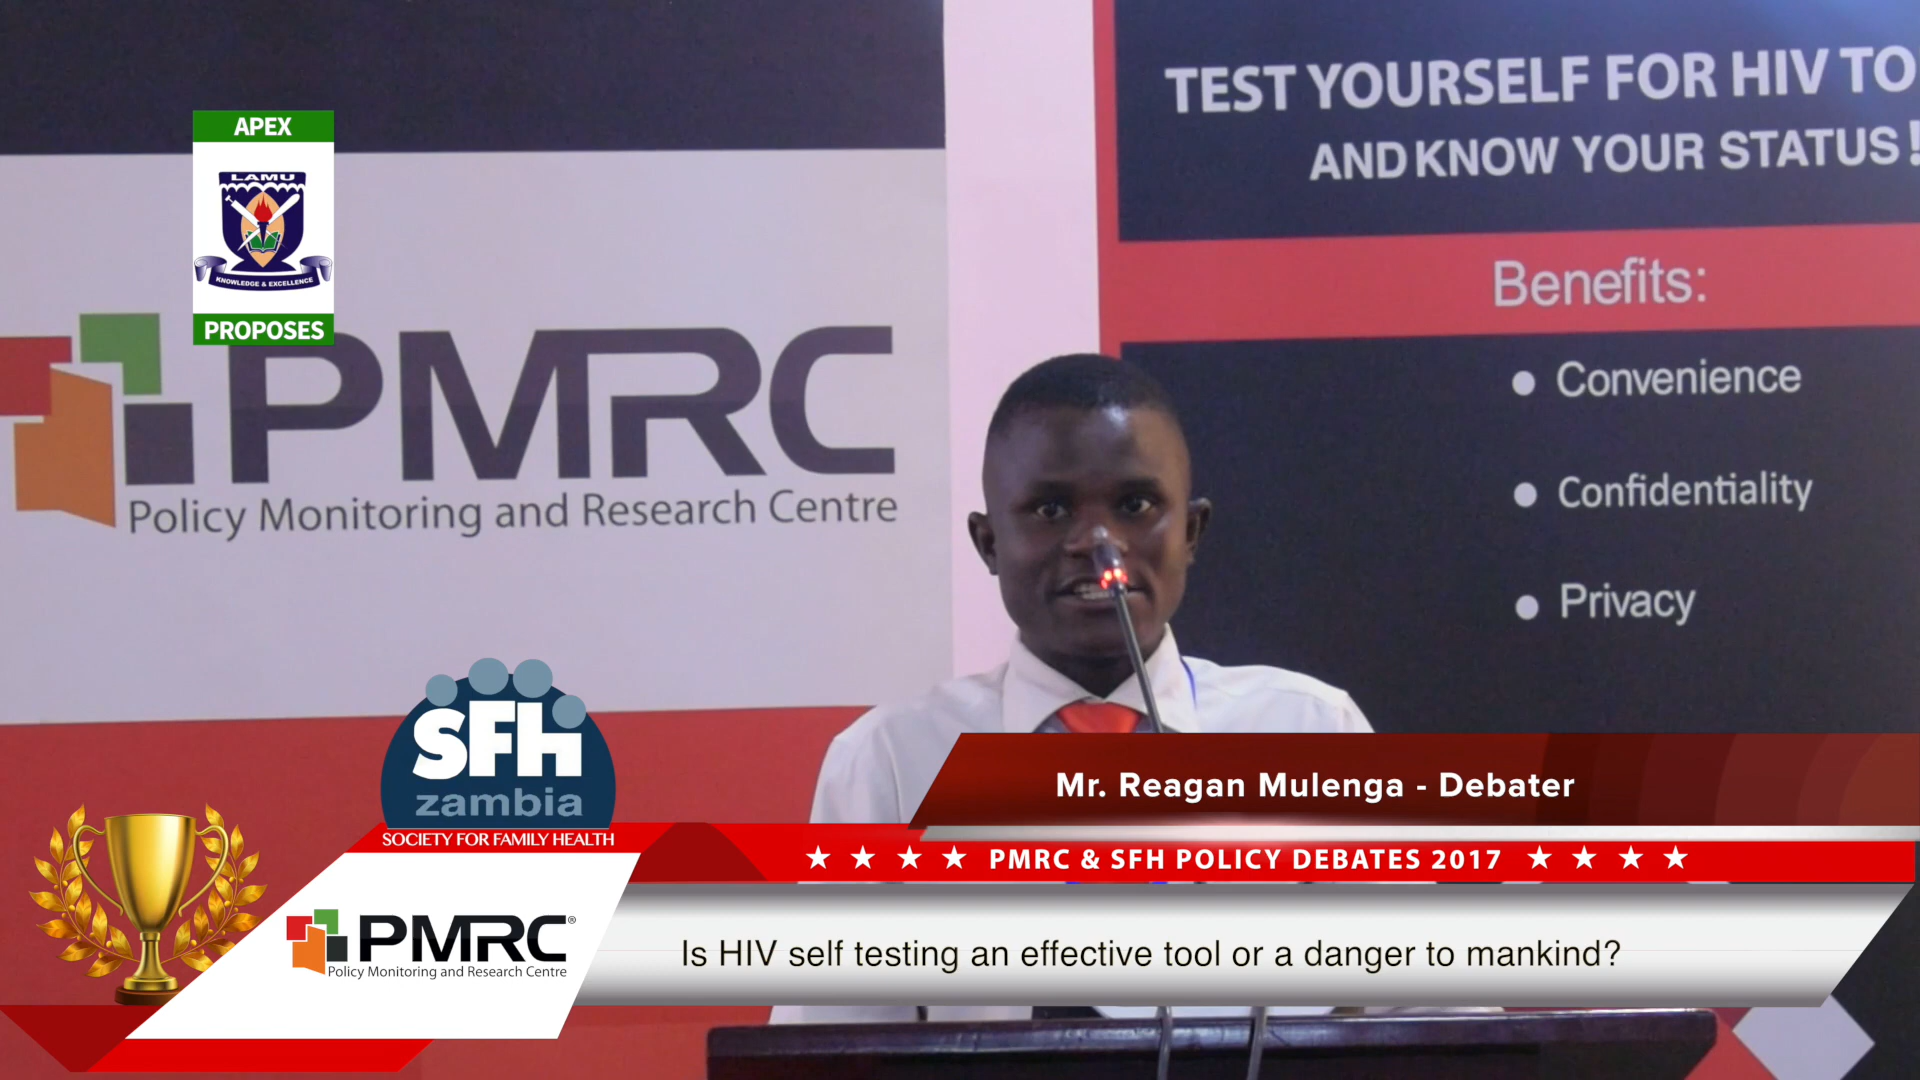 TEST YOURSELF FOR HIV TO
AND KNOW YOUR STATUS!
Benefits:
• Convenience
• Confidentiality
• Privacy
APEX
LAMU
KNOWLEDGE & EXCELLENCE
PROPOSES
PMRC
Policy Monitoring and Research Centre
SFH
zambia
SOCIETY FOR FAMILY HEALTH
Mr. Reagan Mulenga - Debater
★ ★ ★ ★ PMRC & SFH POLICY DEBATES 2017 ★ ★ ★ ★
PMRC®
Policy Monitoring and Research Centre
Is HIV self testing an effective tool or a danger to mankind?